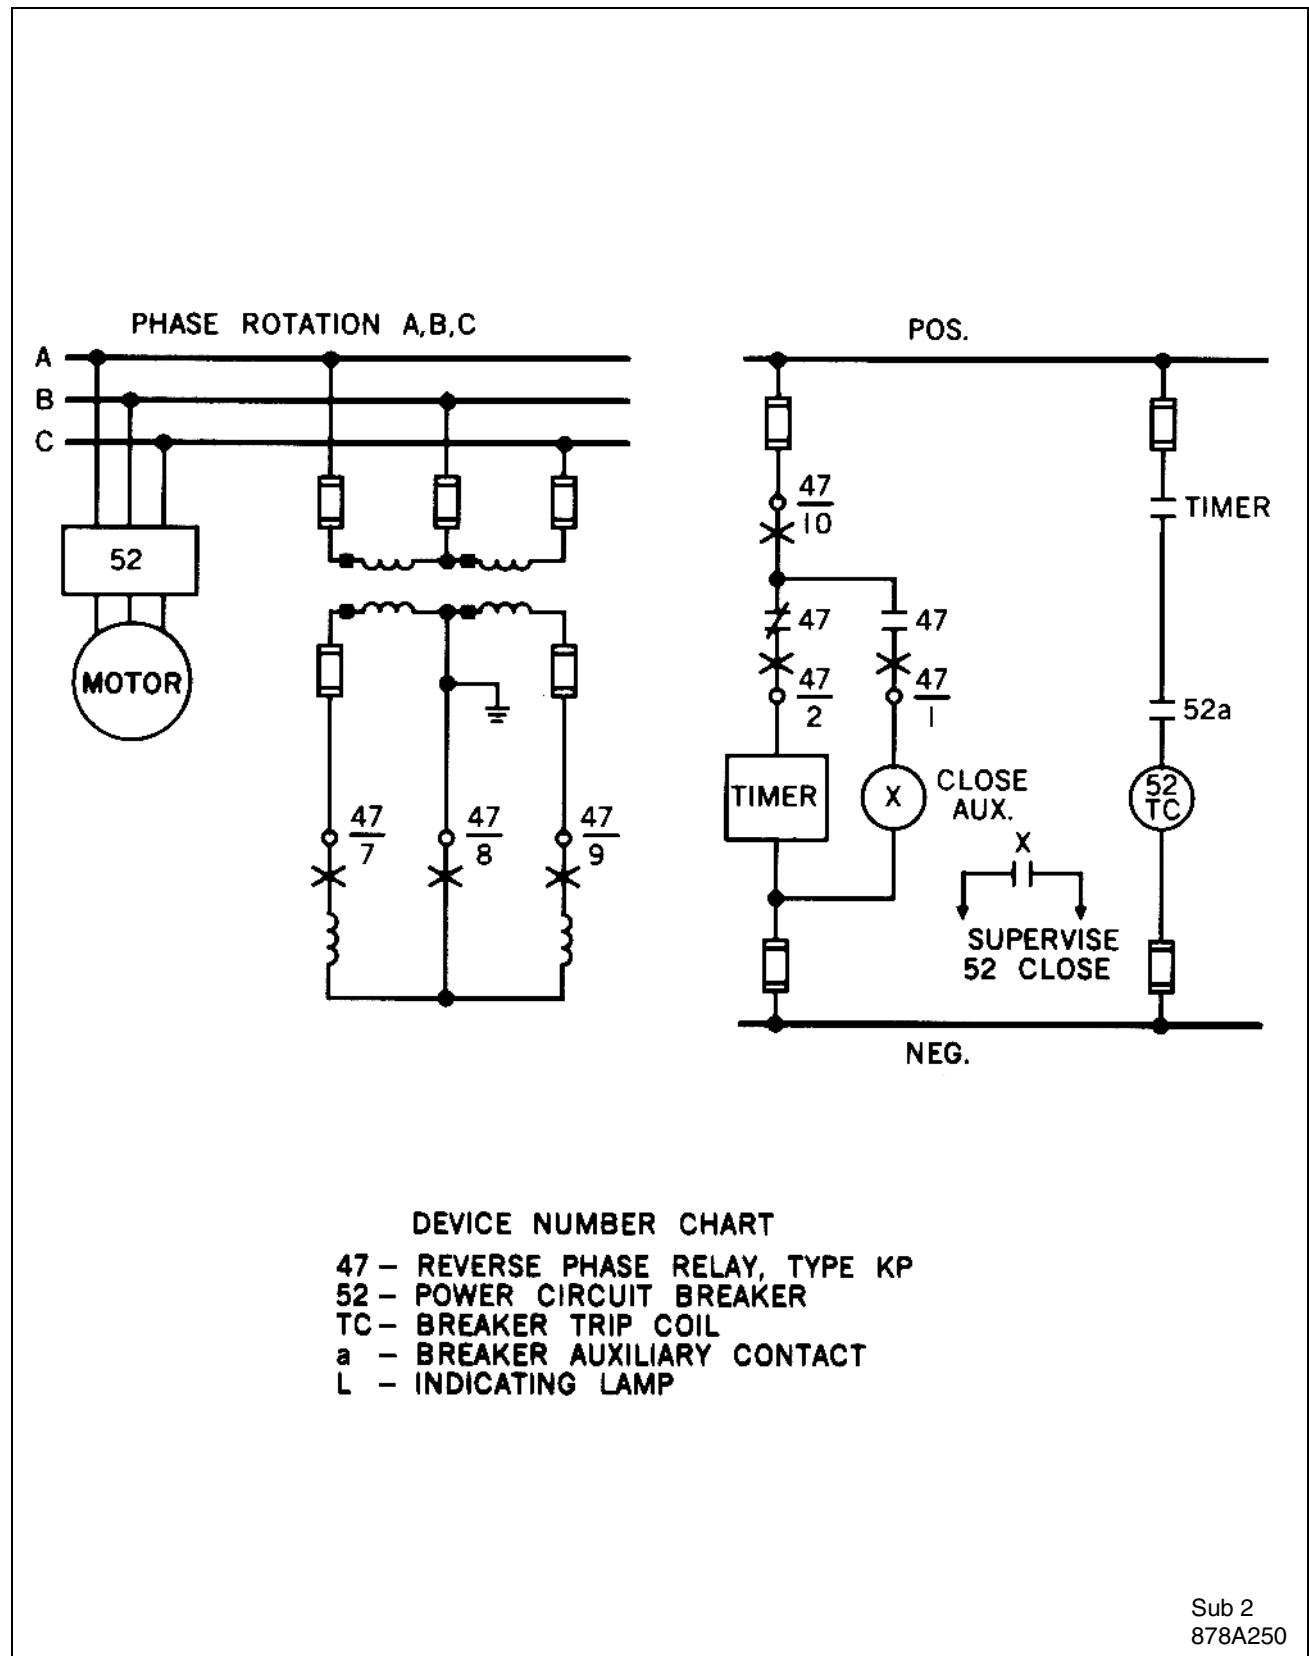 PHASE ROTATION A,B,C
A
B
C
52
MOTOR
47
7
47
8
47
9
POS.
47
10
47
47
47
2
47
1
TIMER
X
CLOSE
AUX.
X
SUPERVISE
52 CLOSE
TIMER
52a
52
TC
NEG.
DEVICE NUMBER CHART
47 – REVERSE PHASE RELAY, TYPE KP
52 – POWER CIRCUIT BREAKER
TC – BREAKER TRIP COIL
a – BREAKER AUXILIARY CONTACT
L – INDICATING LAMP
Sub 2
878A250